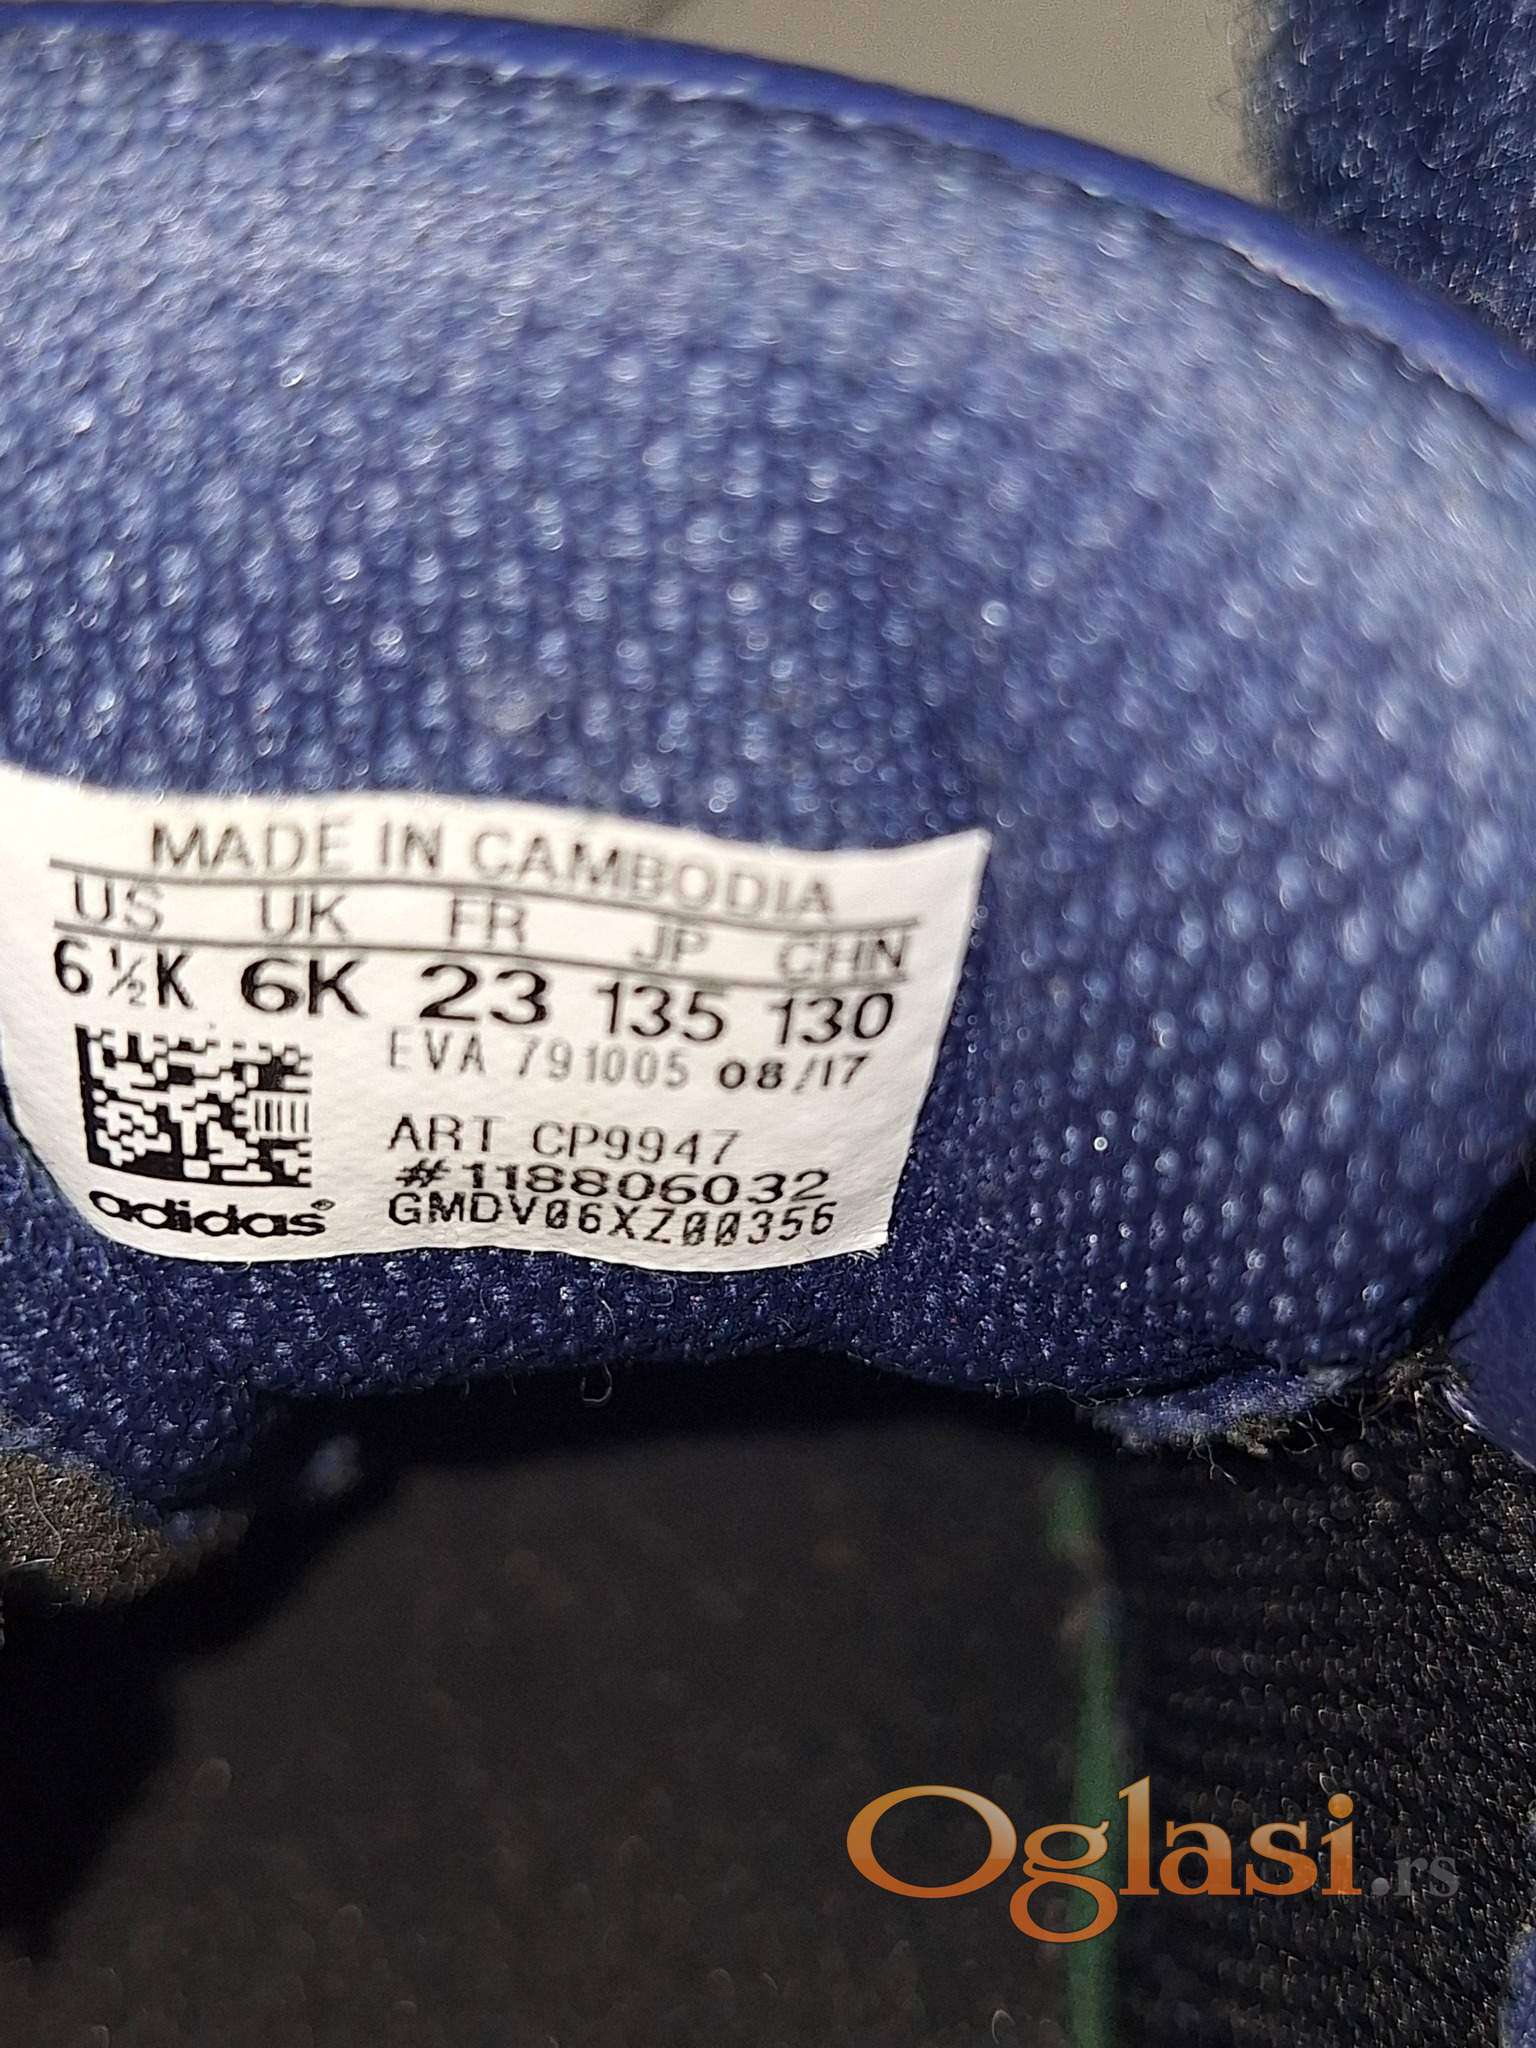 MADE IN CAMBODIA
US UK FR JP CHN
6½K 6K 23 135 130
EVA 791005 08/17
ART CP9947
#118806032
GMDV06XZ00356
adidas®
Oglasi.rs